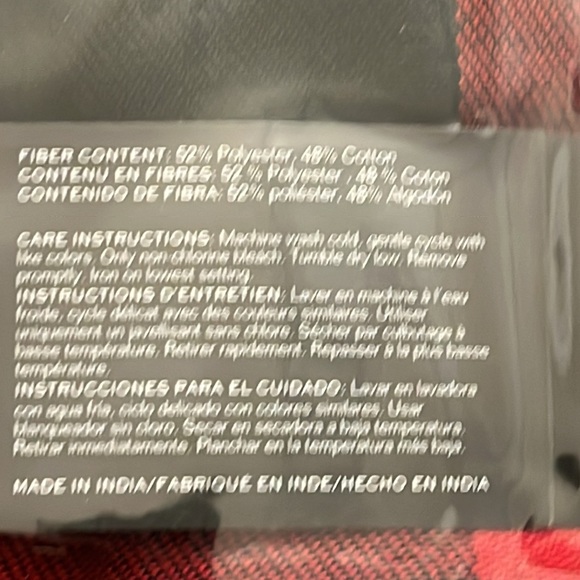 FIBER CONTENT: 52% Polyester, 48% Cotton
CONTENU EN FIBRES: 52 % Polyester , 48 % Coton
CONTENIDO DE FIBRA: 52% poliéster, 48% Algodón
CARE INSTRUCTIONS: Machine wash cold, gentle cycle with
like colors. Only non-chlorine bleach. Tumble dry low. Remove
promptly. Iron on lowest setting.
INSTRUCTIONS D'ENTRETIEN: Laver en machine à l'eau
froide, cycle délicat avec des couleurs similaires. Utiliser
uniquement un javellisant sans chlore. Sécher par culbutage à
basse température. Retirer rapidement. Repasser à la plus basse
température.
INSTRUCCIONES PARA EL CUIDADO: Lavar en lavadora
con agua fría, ciclo delicado con colores similares. Usar
blanqueador sin cloro. Secar en secadora a baja temperatura.
Retirar inmediatamente. Planchar en la temperatura más baja.
MADE IN INDIA/FABRIQUÉ EN INDE/HECHO EN INDIA